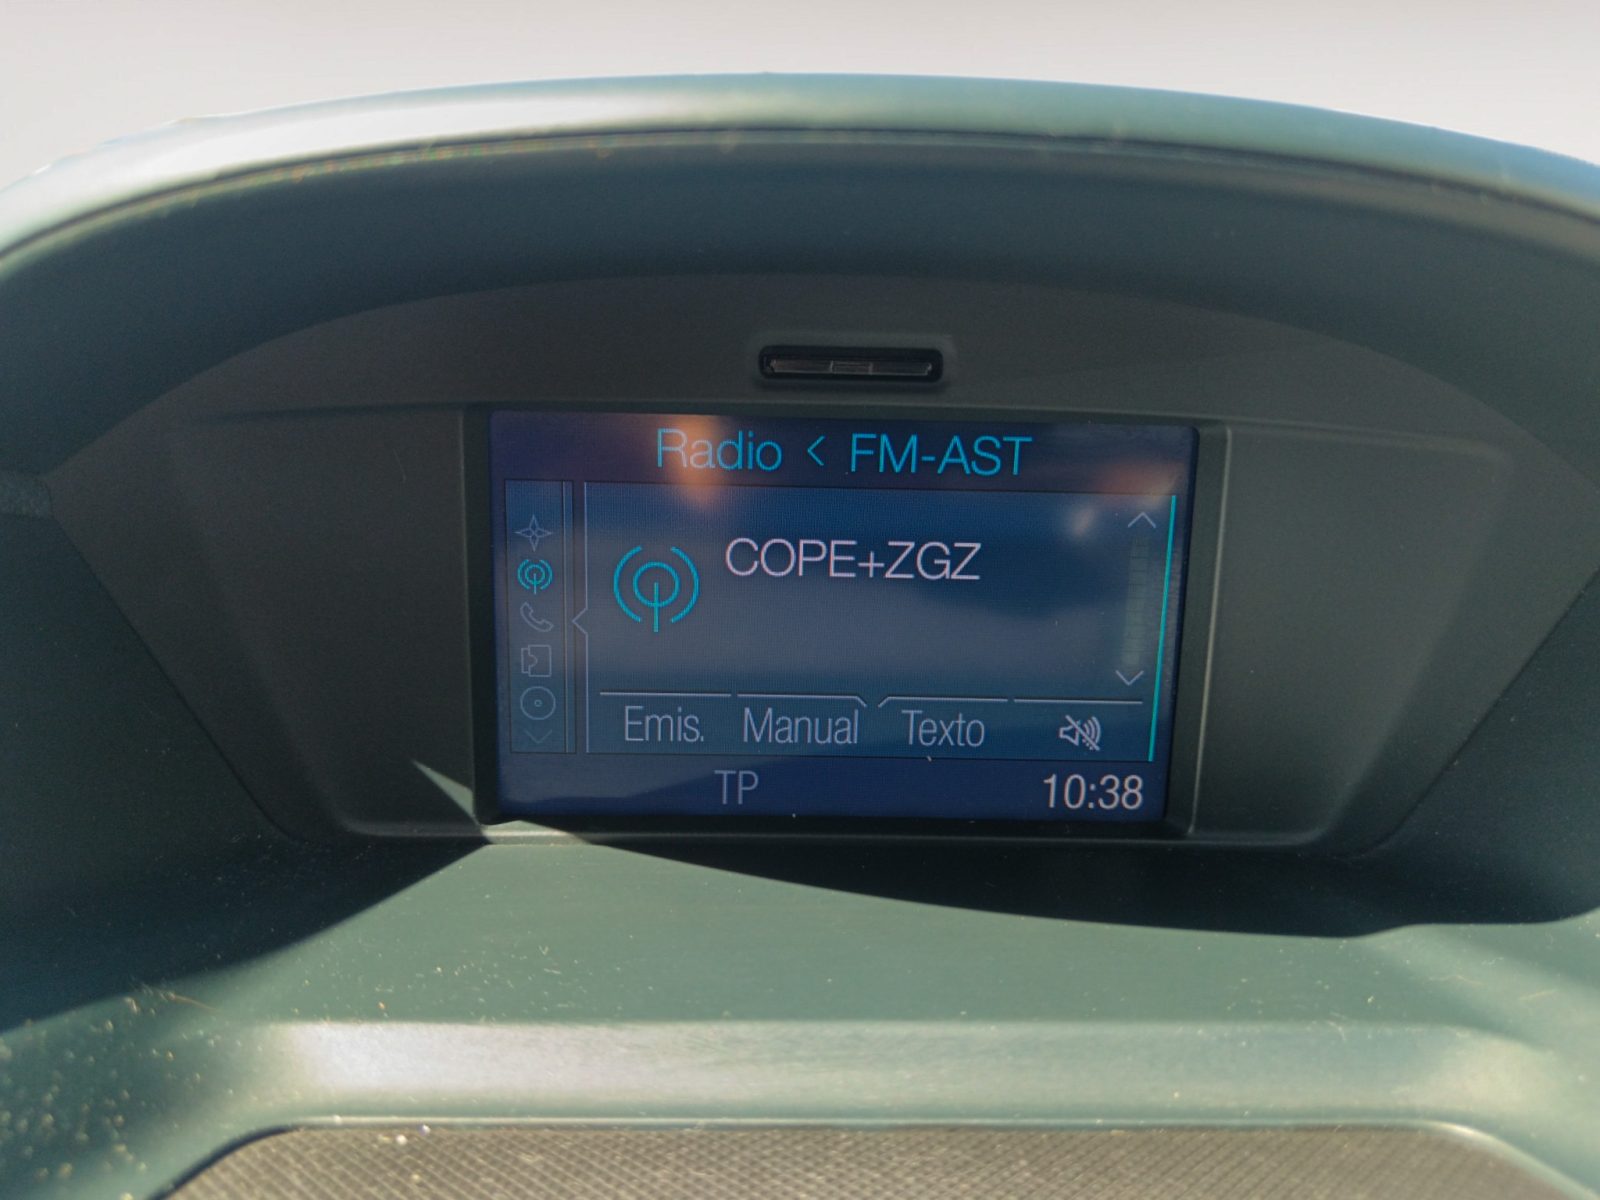 Radio < FM-AST
COPE+ZGZ
Emis. Manual Texto
TP 10:38